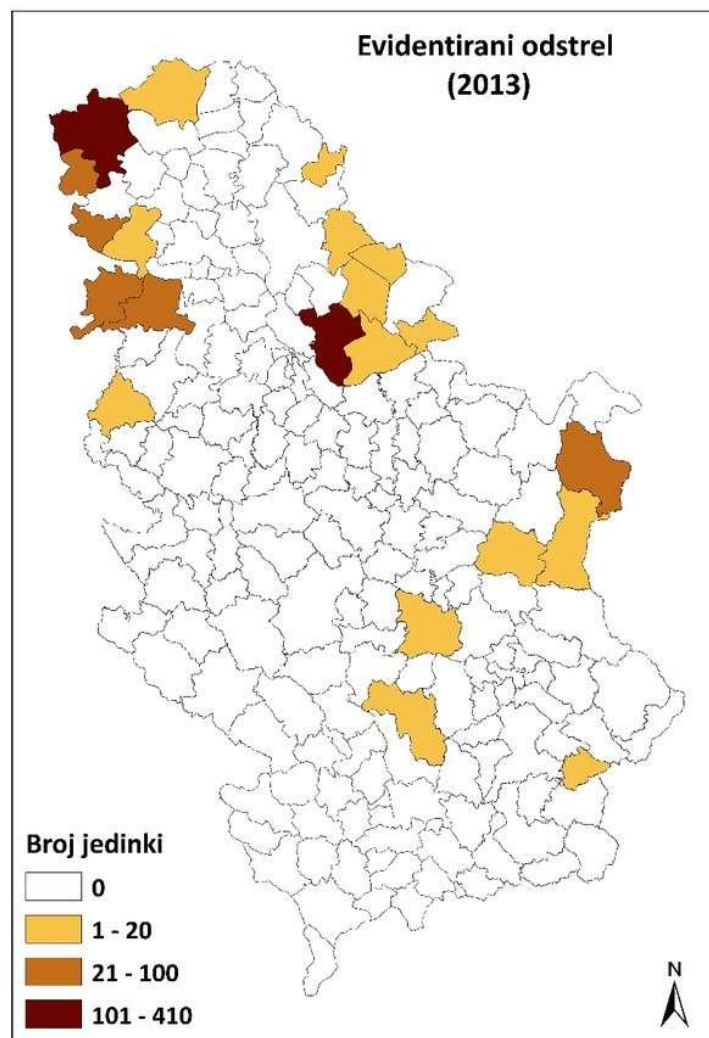 Evidentirani odstrel
(2013)
Broj jedinki
0
1 - 20
21 - 100
101 - 410
N